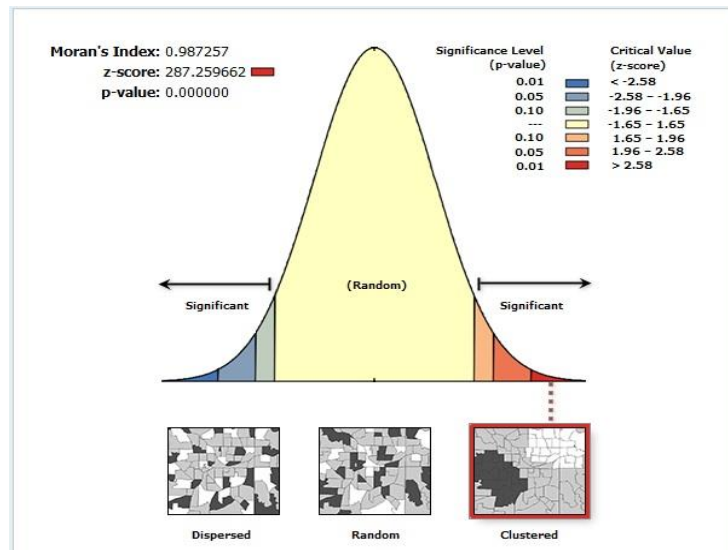 Moran's Index: 0.987257
z-score: 287.259662
p-value: 0.000000
Significance Level
(p-value)
Critical Value
(z-score)
0.01 < -2.58
0.05 -2.58 – -1.96
0.10 -1.96 – -1.65
--- -1.65 – 1.65
0.10 1.65 – 1.96
0.05 1.96 – 2.58
0.01 > 2.58
(Random)
Significant
Significant
Dispersed
Random
Clustered